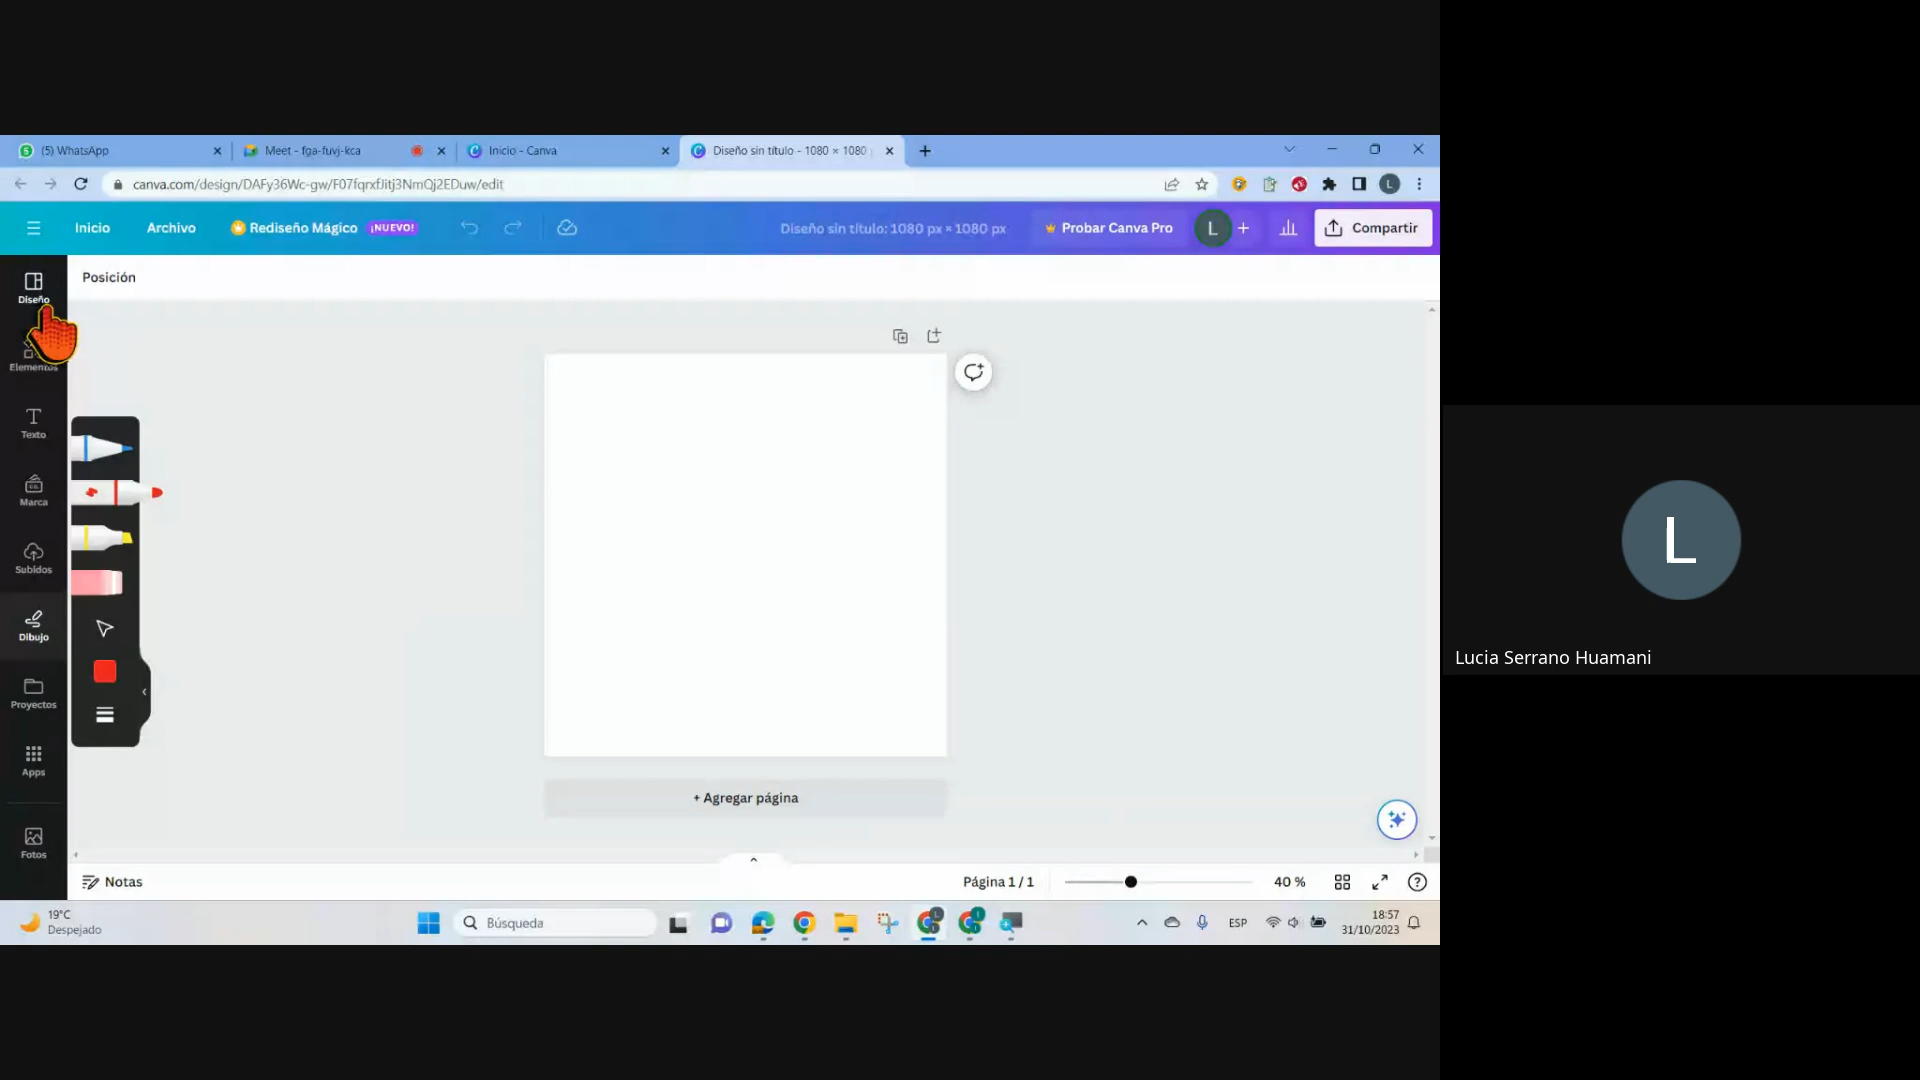 (5) WhatsApp
Meet - fga-fuvj-kca
Inicio - Canva
Diseño sin título - 1080 × 1080
canva.com/design/DAFy36Wc-gw/F07fqrxfJitj3NmQj2EDuw/edit
Inicio
Archivo
Rediseño Mágico
¡NUEVO!
Diseño sin título: 1080 px × 1080 px
Probar Canva Pro
L
Compartir
Posición
Diseño
Elementos
Texto
Marca
Subidos
Dibujo
Proyectos
Apps
Fotos
+ Agregar página
Notas
Página 1 / 1
40 %
19°C
Despejado
Búsqueda
ESP
18:57
31/10/2023
L
Lucia Serrano Huamani